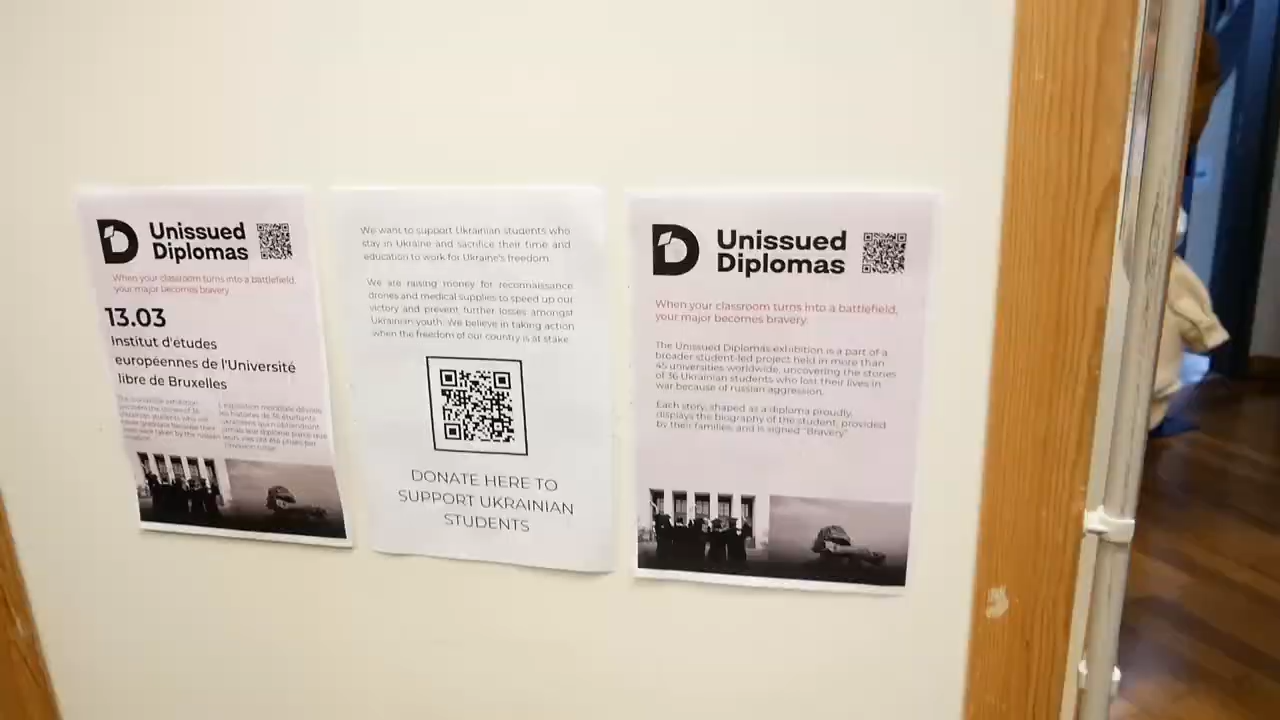 Unissued
Diplomas
When your classroom turns into a battlefield,
your major becomes bravery
13.03
Institut d'études
européennes de l'Université
libre de Bruxelles
We want to support Ukrainian students who
stay in Ukraine and sacrifice their time and
education to work for Ukraine's freedom.
We are raising money for reconnaissance
drones and medical supplies to speed up our
victory and prevent further losses amongst
Ukrainian youth. We believe in taking action
when the freedom of our country is at stake.
DONATE HERE TO
SUPPORT UKRAINIAN
STUDENTS
Unissued
Diplomas
When your classroom turns into a battlefield,
your major becomes bravery.
The Unissued Diplomas exhibition is a part of a
broader student-led project held in more than
45 universities worldwide, uncovering the stories
of 36 Ukrainian students who lost their lives in
war because of russian aggression.
Each story, shaped as a diploma proudly
displays the biography of the student, provided
by their families, and is signed "Bravery"